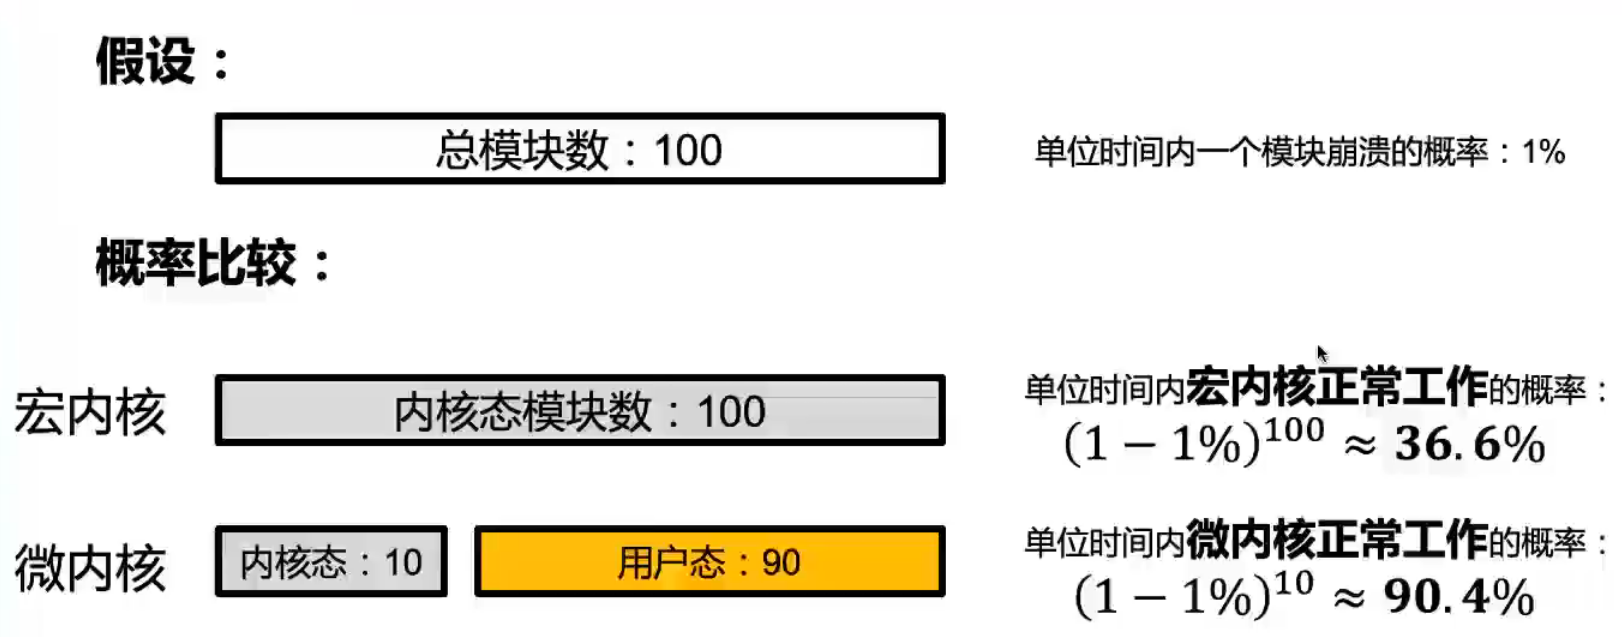 假设：
总模块数：100
单位时间内一个模块崩溃的概率：1%
概率比较：
宏内核
内核态模块数：100
单位时间内宏内核正常工作的概率：
(1 − 1%)¹⁰⁰ ≈ 36.6%
微内核
内核态：10
用户态：90
单位时间内微内核正常工作的概率：
(1 − 1%)¹⁰ ≈ 90.4%